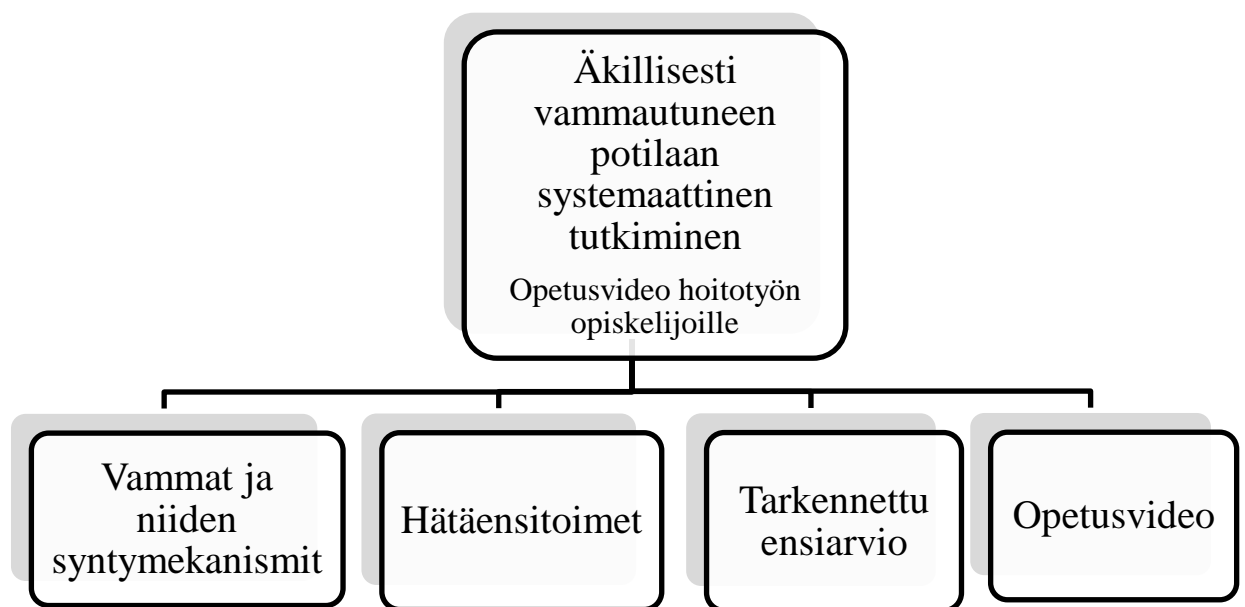 Äkillisesti
vammautuneen
potilaan
systemaattinen
tutkiminen
Opetusvideo hoitotyön
opiskelijoille
Vammat ja
niiden
syntymekanismit
Hätäensitoimet
Tarkennettu
ensiarvio
Opetusvideo